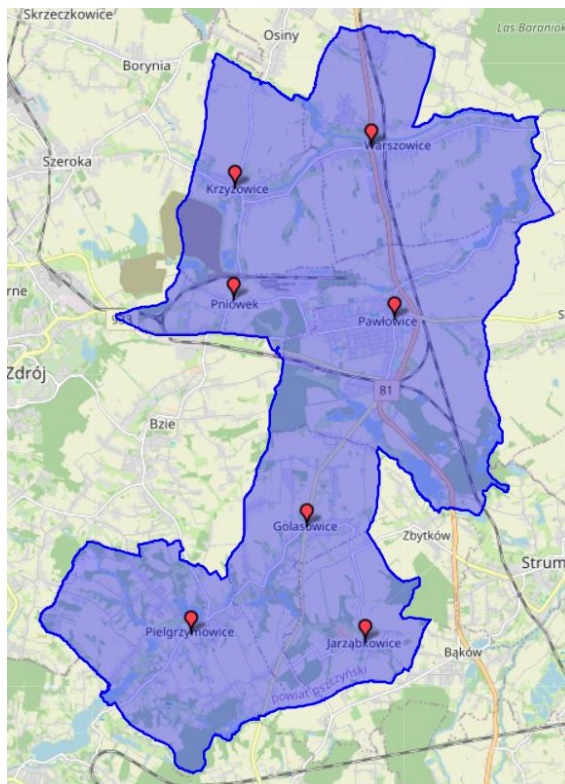 Skrzeczkowice
Osiny
Las Baraniok
Borynia
Warszowice
Szeroka
Krzyżowice
Pniówek
933
Pawłowice
Zdrój
81
Bzie
Golasowice
Zbytków
Strum
Pielgrzymowice
Jarząbkowice
Bąków
powiat pszczyński